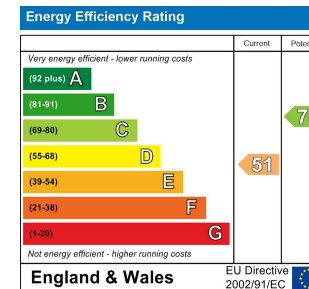 Energy Efficiency Rating
Current
Very energy efficient - lower running costs
(92 plus) A
(81-91) B
(69-80) C
(55-68) D
51
(39-54) E
(21-38) F
(1-20) G
Not energy efficient - higher running costs
England & Wales
EU Directive
2002/91/EC